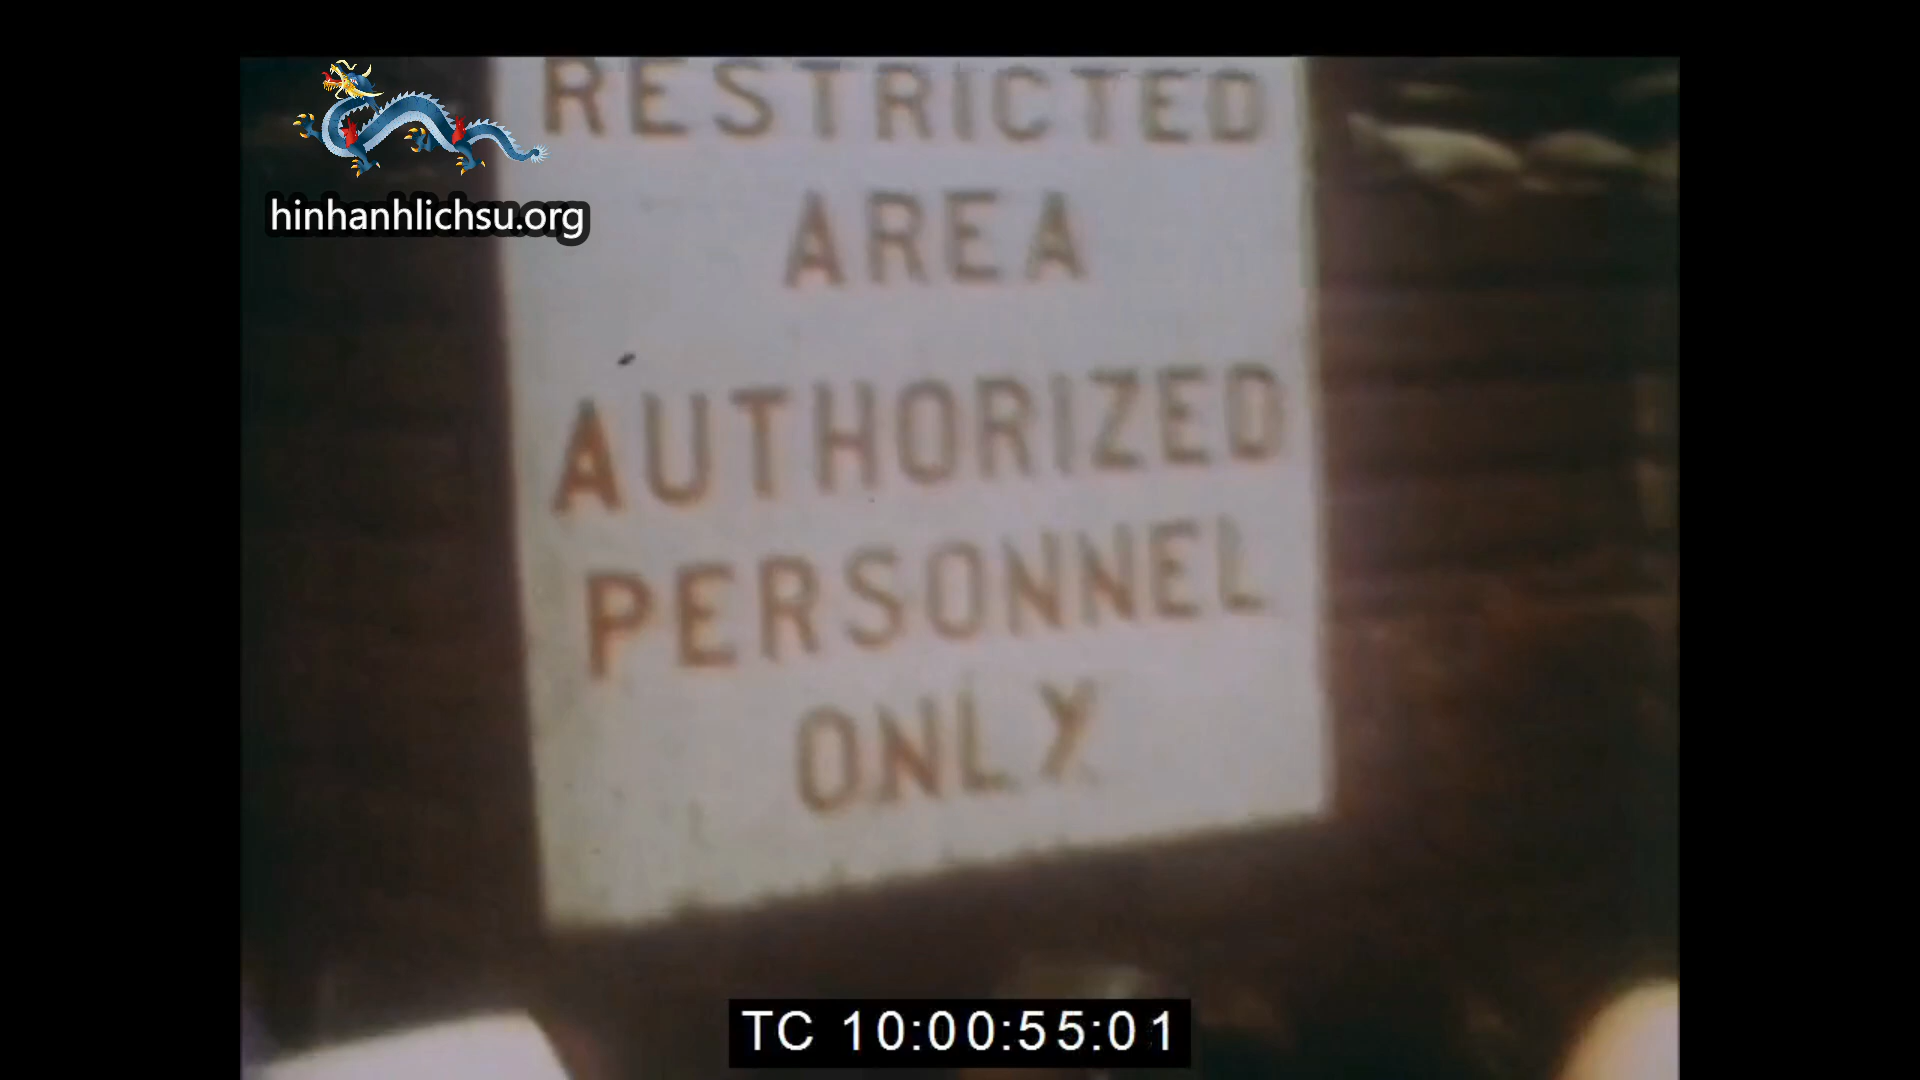 hinhanhlichsu.org
RESTRICTED
AREA
AUTHORIZED
PERSONNEL
ONLY
TC 10:00:55:01